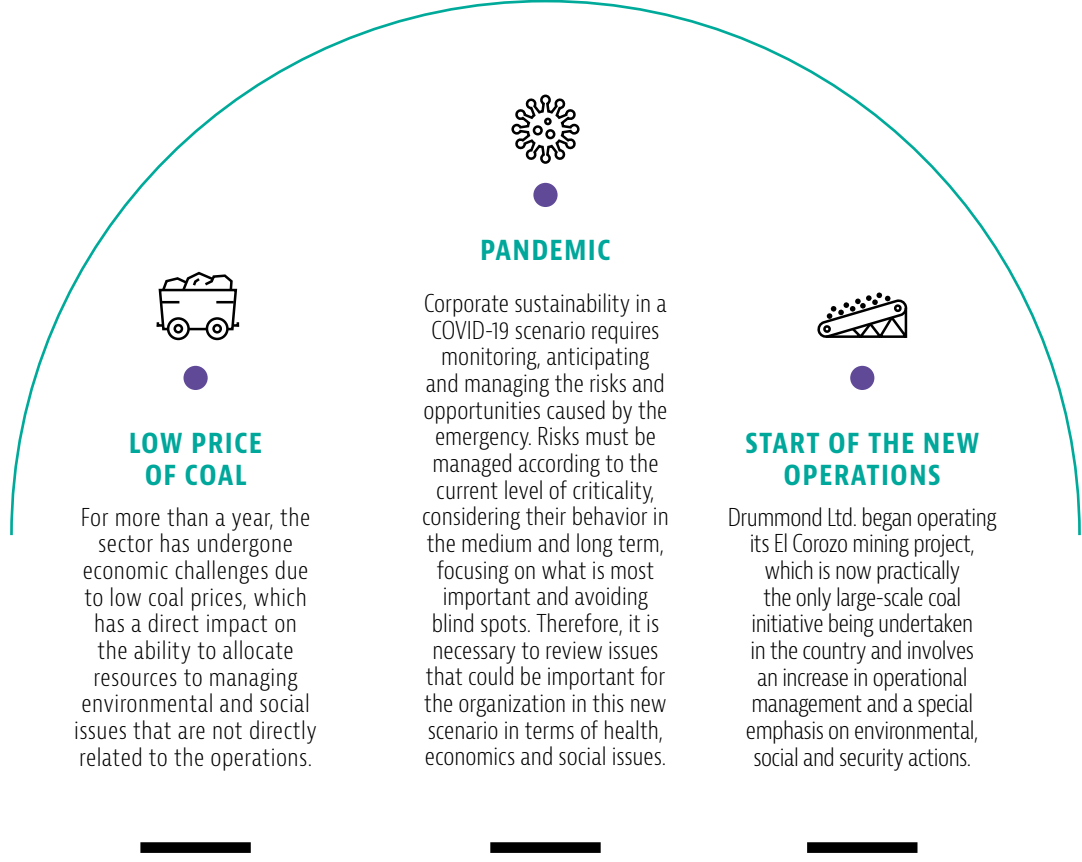 PANDEMIC
Corporate sustainability in a
COVID-19 scenario requires
monitoring, anticipating
and managing the risks and
opportunities caused by the
emergency. Risks must be
managed according to the
current level of criticality,
considering their behavior in
the medium and long term,
focusing on what is most
important and avoiding
blind spots. Therefore, it is
necessary to review issues
that could be important for
the organization in this new
scenario in terms of health,
economics and social issues.
LOW PRICE
OF COAL
For more than a year, the
sector has undergone
economic challenges due
to low coal prices, which
has a direct impact on
the ability to allocate
resources to managing
environmental and social
issues that are not directly
related to the operations.
START OF THE NEW
OPERATIONS
Drummond Ltd. began operating
its El Corozo mining project,
which is now practically
the only large-scale coal
initiative being undertaken
in the country and involves
an increase in operational
management and a special
emphasis on environmental,
social and security actions.